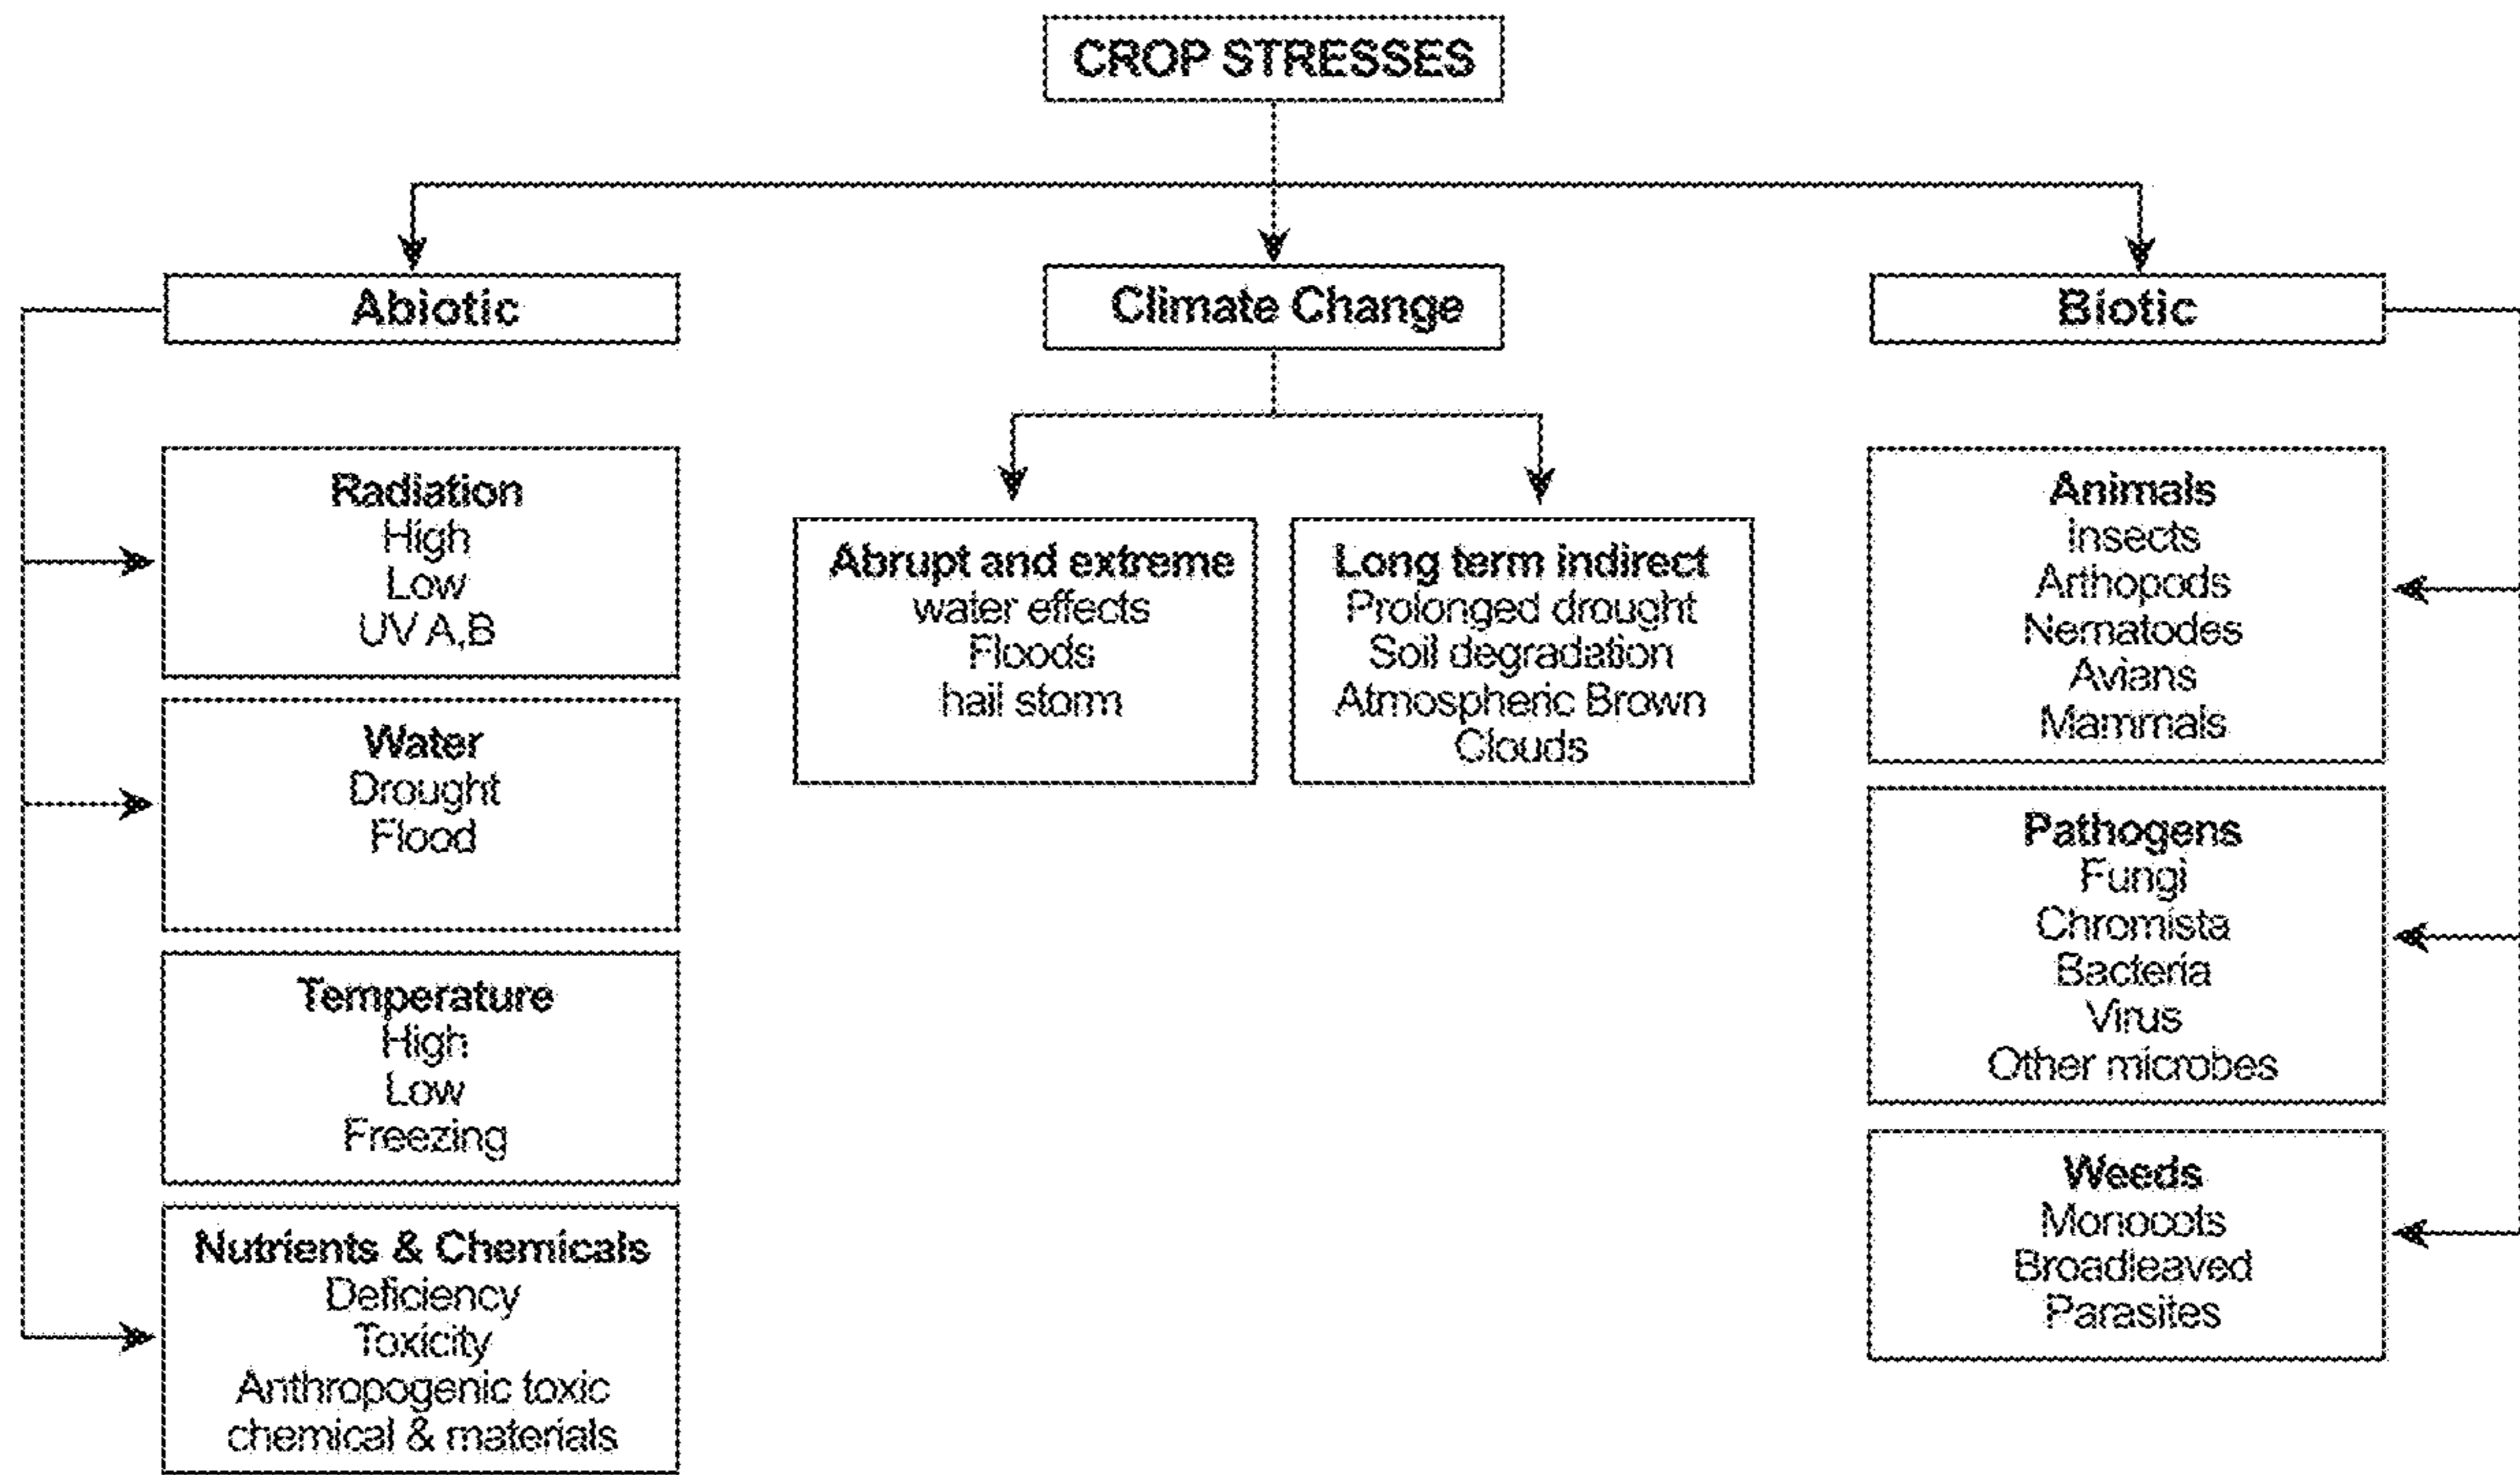 CROP STRESSES
Abiotic
Climate Change
Biotic
Radiation
High
Low
UV A,B
Water
Drought
Flood
Temperature
High
Low
Freezing
Nutrients & Chemicals
Deficiency
Toxicity
Anthropogenic toxic
chemical & materials
Abrupt and extreme
water effects
Floods
hail storm
Long term indirect
Prolonged drought
Soil degradation
Atmospheric Brown
Clouds
Animals
Insects
Arthopods
Nematodes
Avians
Mammals
Pathogens
Fungi
Chromista
Bacteria
Virus
Other microbes
Weeds
Monocots
Broadleaved
Parasites